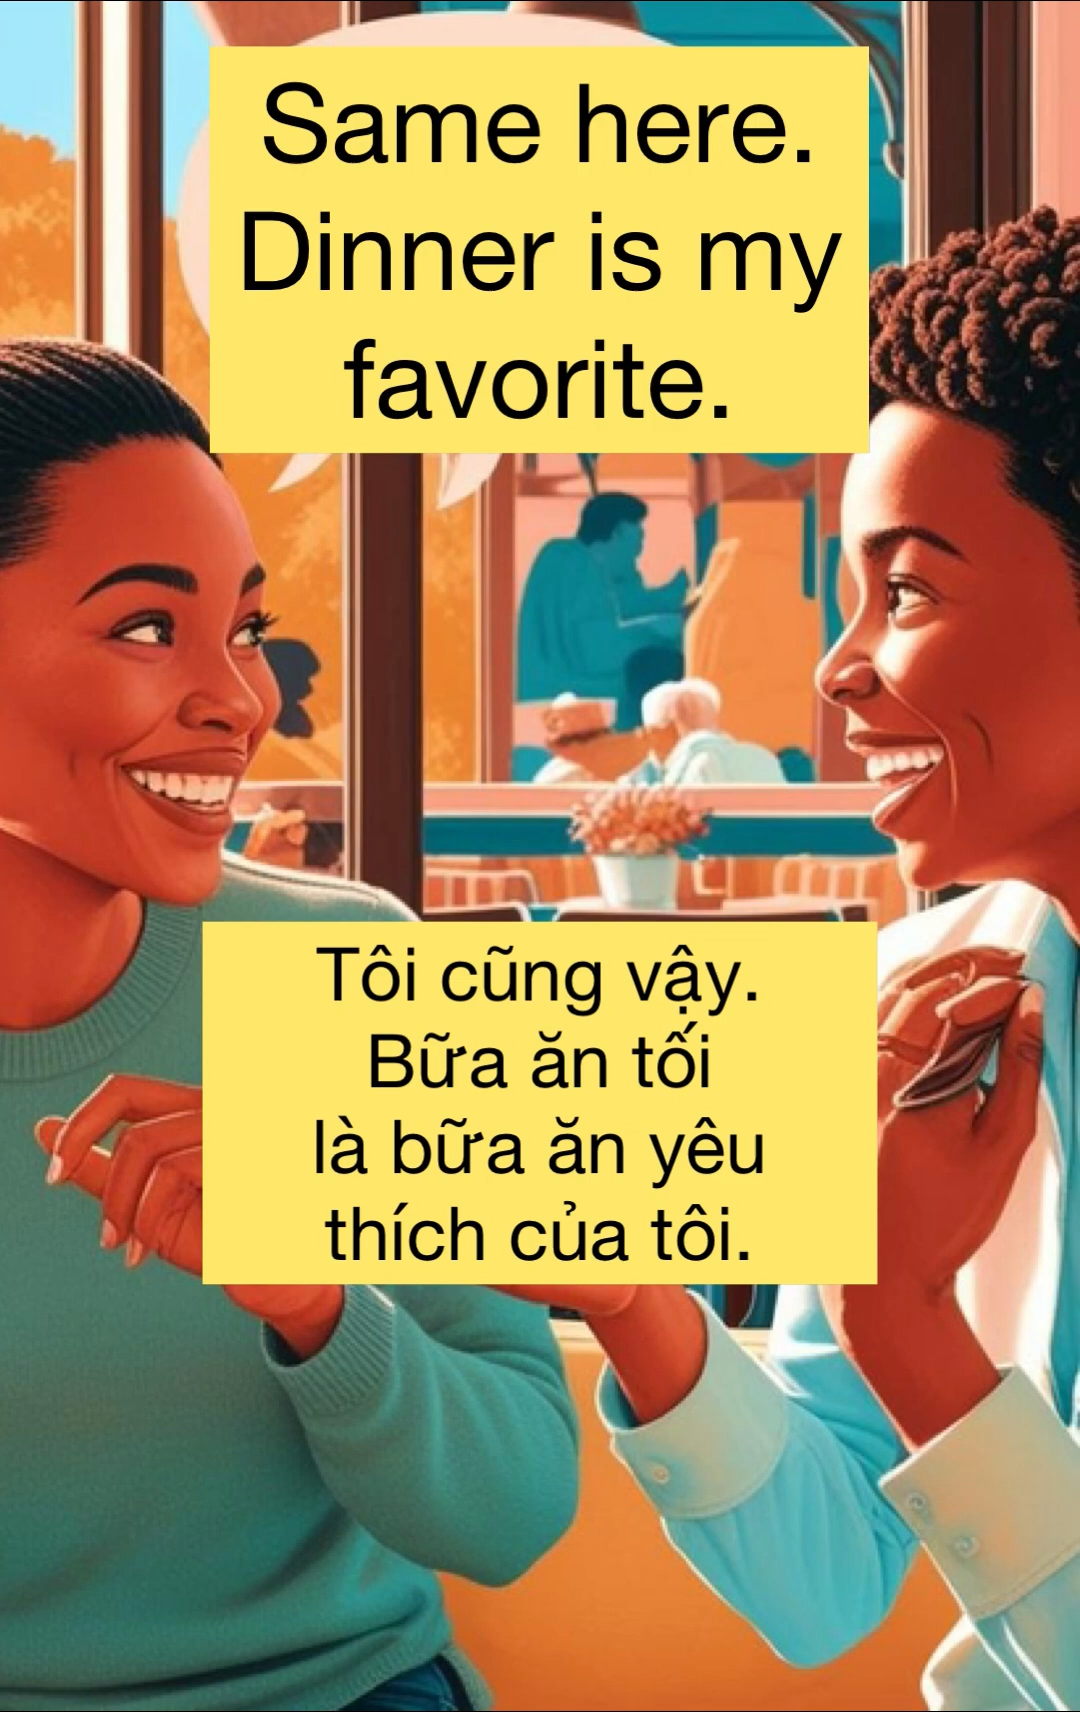 Same here.
Dinner is my
favorite.
Tôi cũng vậy.
Bữa ăn tối
là bữa ăn yêu
thích của tôi.